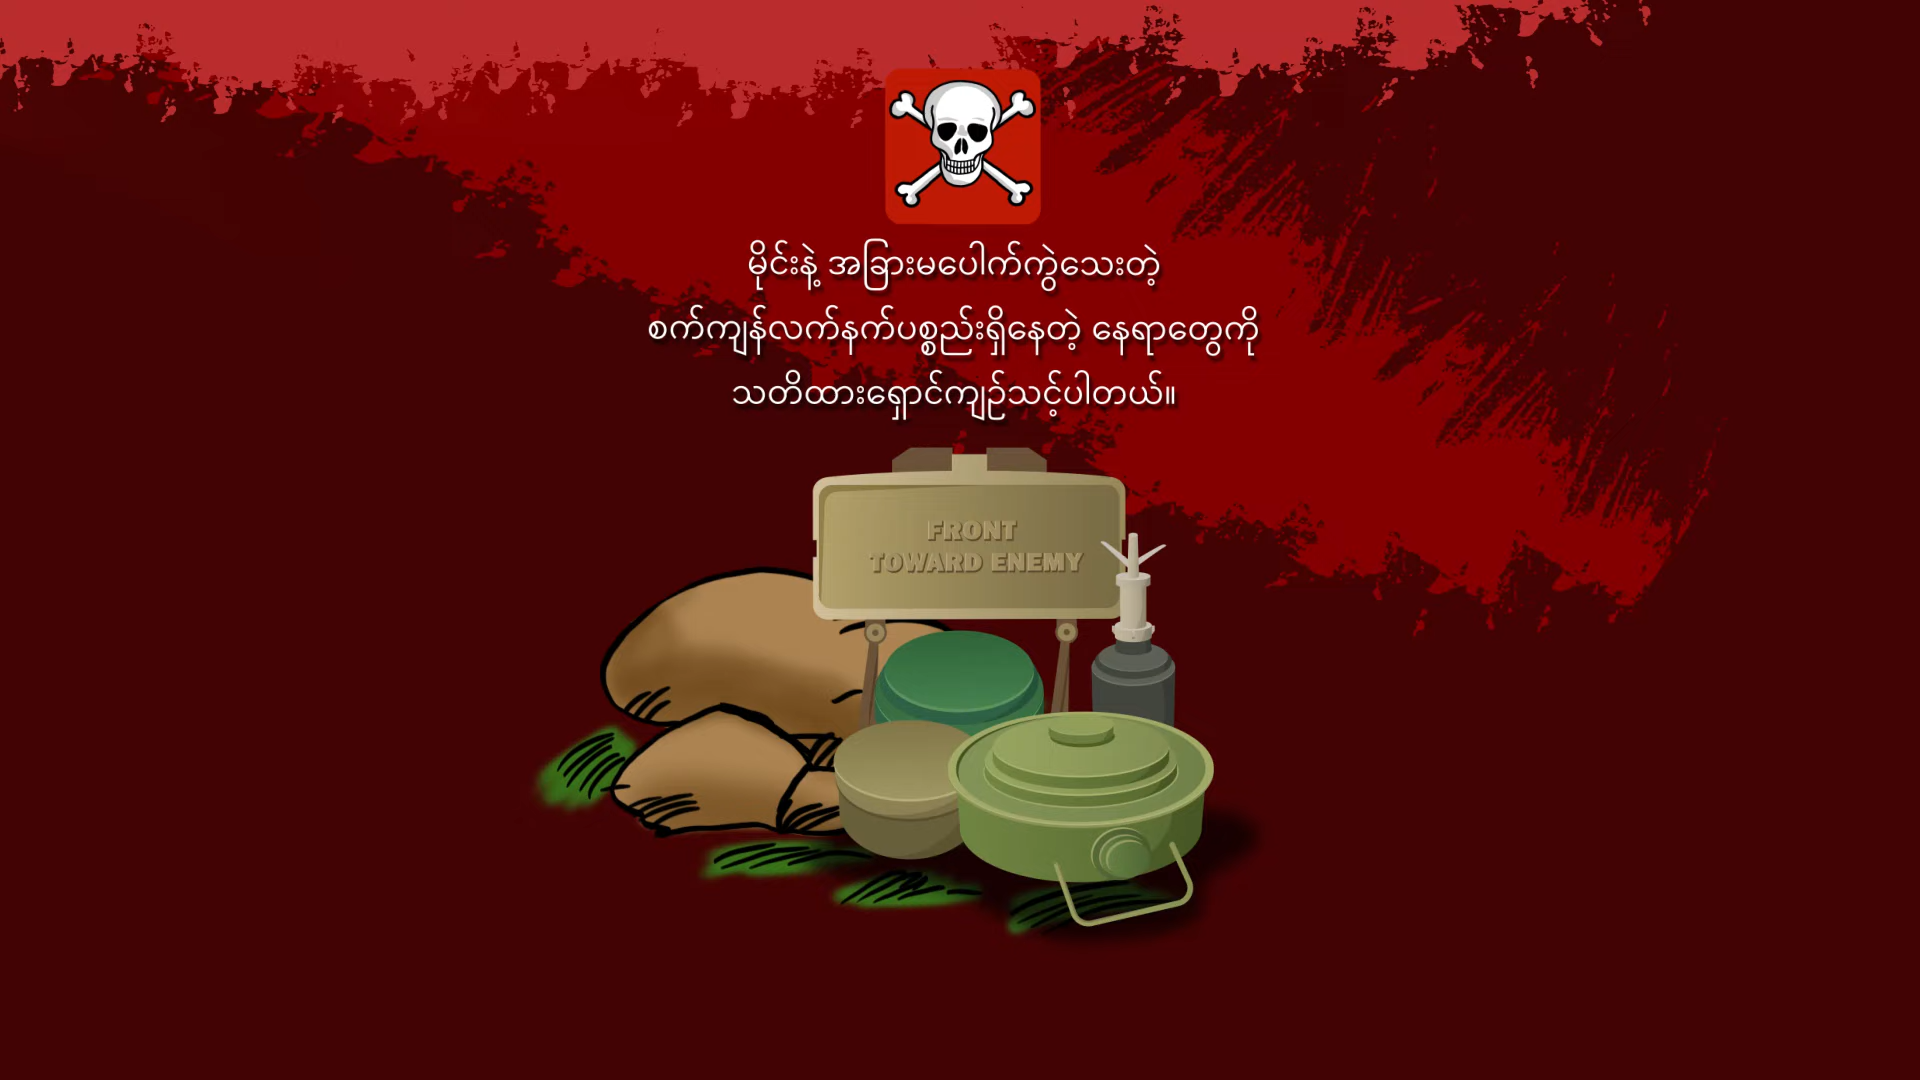 မိုင်းနဲ့ အခြားမပေါက်ကွဲသေးတဲ့
စက်ကျန်လက်နက်ပစ္စည်းရှိနေတဲ့ နေရာတွေကို
သတိထားရှောင်ကျဉ်သင့်ပါတယ်။
FRONT
TOWARD ENEMY